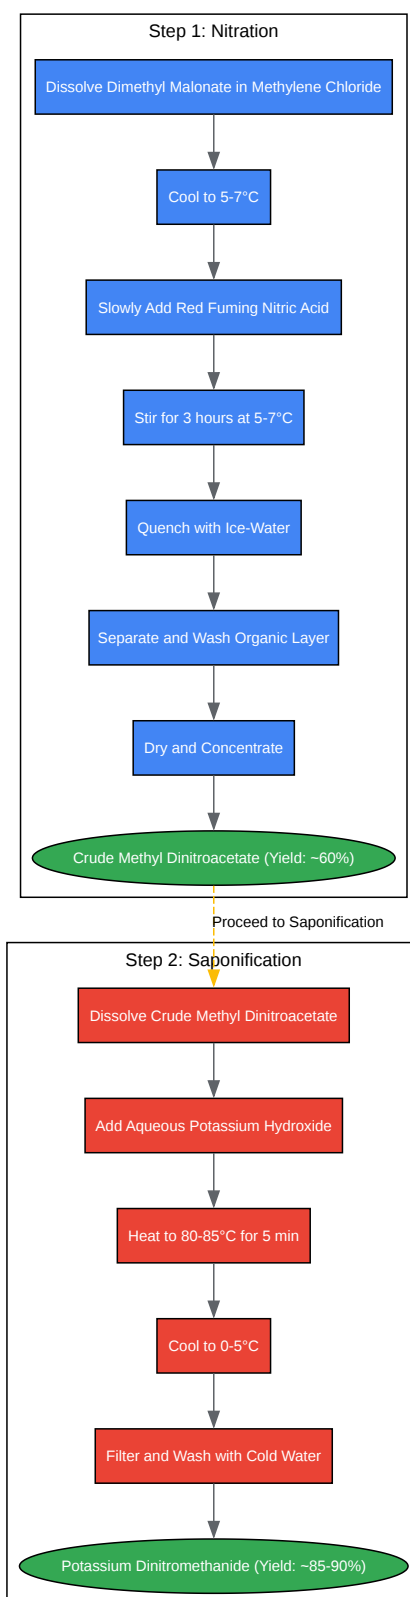 Step 1: Nitration
Dissolve Dimethyl Malonate in Methylene Chloride
Cool to 5-7°C
Slowly Add Red Fuming Nitric Acid
Stir for 3 hours at 5-7°C
Quench with Ice-Water
Separate and Wash Organic Layer
Dry and Concentrate
Crude Methyl Dinitroacetate (Yield: ~60%)
Proceed to Saponification
Step 2: Saponification
Dissolve Crude Methyl Dinitroacetate
Add Aqueous Potassium Hydroxide
Heat to 80-85°C for 5 min
Cool to 0-5°C
Filter and Wash with Cold Water
Potassium Dinitromethanide (Yield: ~85-90%)